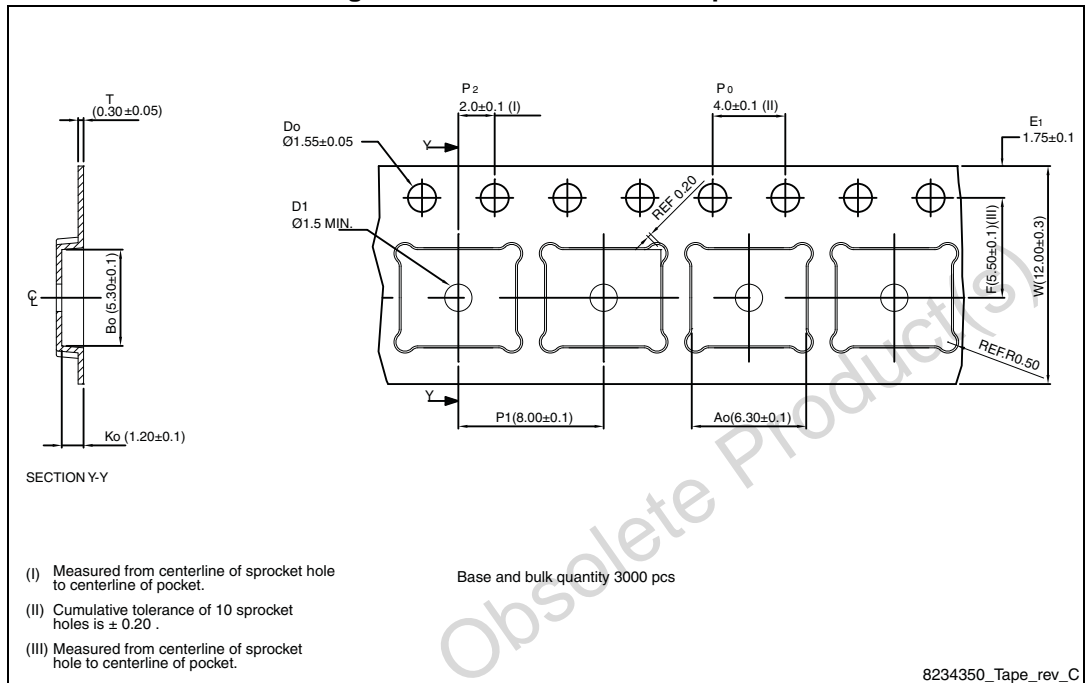 T
(0.30 ±0.05)
P2
2.0±0.1 (I)
P0
4.0±0.1 (II)
Do
Ø1.55±0.05
E1
1.75±0.1
Y
REF 0.20
D1
Ø1.5 MIN.
F(5.50±0.1)(III)
W(12.00±0.3)
Bo (5.30±0.1)
CL
REF.R0.50
Y
P1(8.00±0.1)
Ao(6.30±0.1)
Ko (1.20±0.1)
SECTION Y-Y
(I) Measured from centerline of sprocket hole
to centerline of pocket.
Base and bulk quantity 3000 pcs
(II) Cumulative tolerance of 10 sprocket
holes is ± 0.20 .
(III) Measured from centerline of sprocket
hole to centerline of pocket.
8234350_Tape_rev_C
Obsolete Product(s)